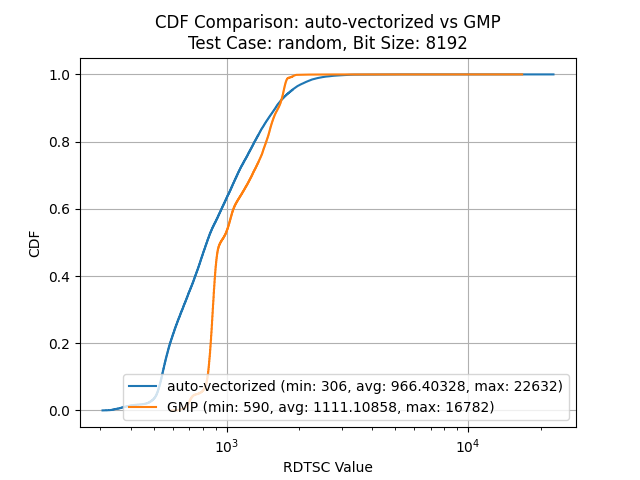 CDF Comparison: auto-vectorized vs GMP
Test Case: random, Bit Size: 8192
1.0
0.8
0.6
0.4
0.2
0.0
CDF
auto-vectorized (min: 306, avg: 966.40328, max: 22632)
GMP (min: 590, avg: 1111.10858, max: 16782)
10³
10⁴
RDTSC Value